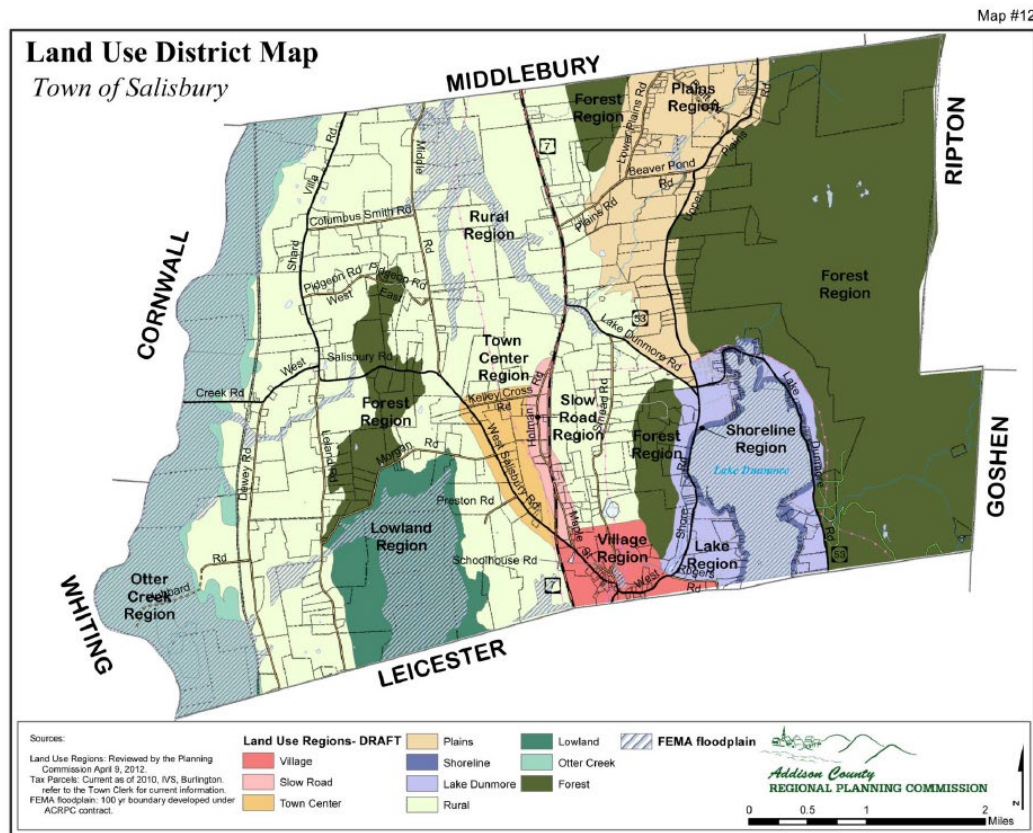 Map #12
Land Use District Map
Town of Salisbury
MIDDLEBURY
RIPTON
CORNWALL
GOSHEN
WHITING
LEICESTER
Forest
Region
Plains
Region
Lower Plains Rd
Rd
Plains
Upper
Beaver Pond
Rd
Plains Rd
7
Middle
Rd
Rd
Villa
Shard
Columbus Smith Rd
Rural
Region
Pidgeon Rd
West
Pidgeon Rd
East
Forest
Region
53
Lake Dunmore Rd
Town
Center
Region
Salisbury Rd
West
Creek Rd
Kelley Cross
Rd
Rd
Holman
Slow
Road
Region
Smead Rd
Forest
Region
Forest
Region
Shoreline
Region
Lake Dunmore
Lake
Dunmore
Rd
53
Shore Rd
West Salisbury Rd
Morgan
Rd
Leland Rd
Dewey Rd
Preston Rd
Lowland
Region
Schoolhouse Rd
Maple
St
Village
Region
Lake
Region
West
Rogers
Rd
7
Rd
Otter
Creek
Region
Sources:
Land Use Regions: Reviewed by the Planning
Commission April 9, 2012.
Tax Parcels: Current as of 2010, IVS, Burlington.
refer to the Town Clerk for current information.
FEMA floodplain: 100 yr boundary developed under
ACRPC contract.
Land Use Regions- DRAFT
Village
Slow Road
Town Center
Plains
Shoreline
Lake Dunmore
Rural
Lowland
Otter Creek
Forest
FEMA floodplain
Addison County
REGIONAL PLANNING COMMISSION
0 0.5 1 2
Miles
N